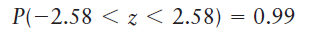 P(−2.58 < z < 2.58) = 0.99